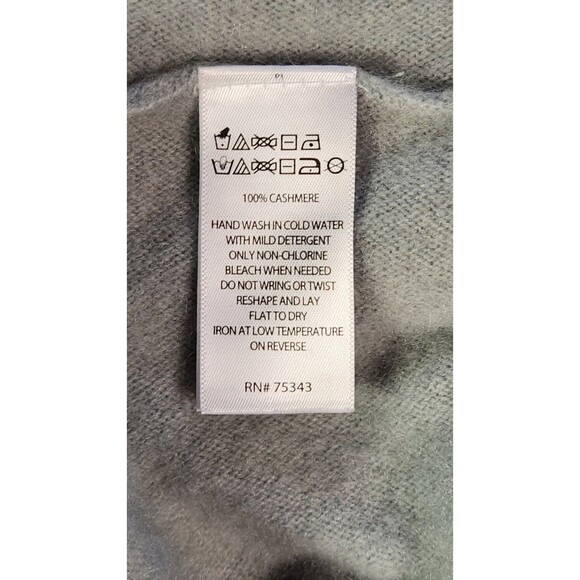 100% CASHMERE
HAND WASH IN COLD WATER
WITH MILD DETERGENT
ONLY NON-CHLORINE
BLEACH WHEN NEEDED
DO NOT WRING OR TWIST
RESHAPE AND LAY
FLAT TO DRY
IRON AT LOW TEMPERATURE
ON REVERSE
RN# 75343